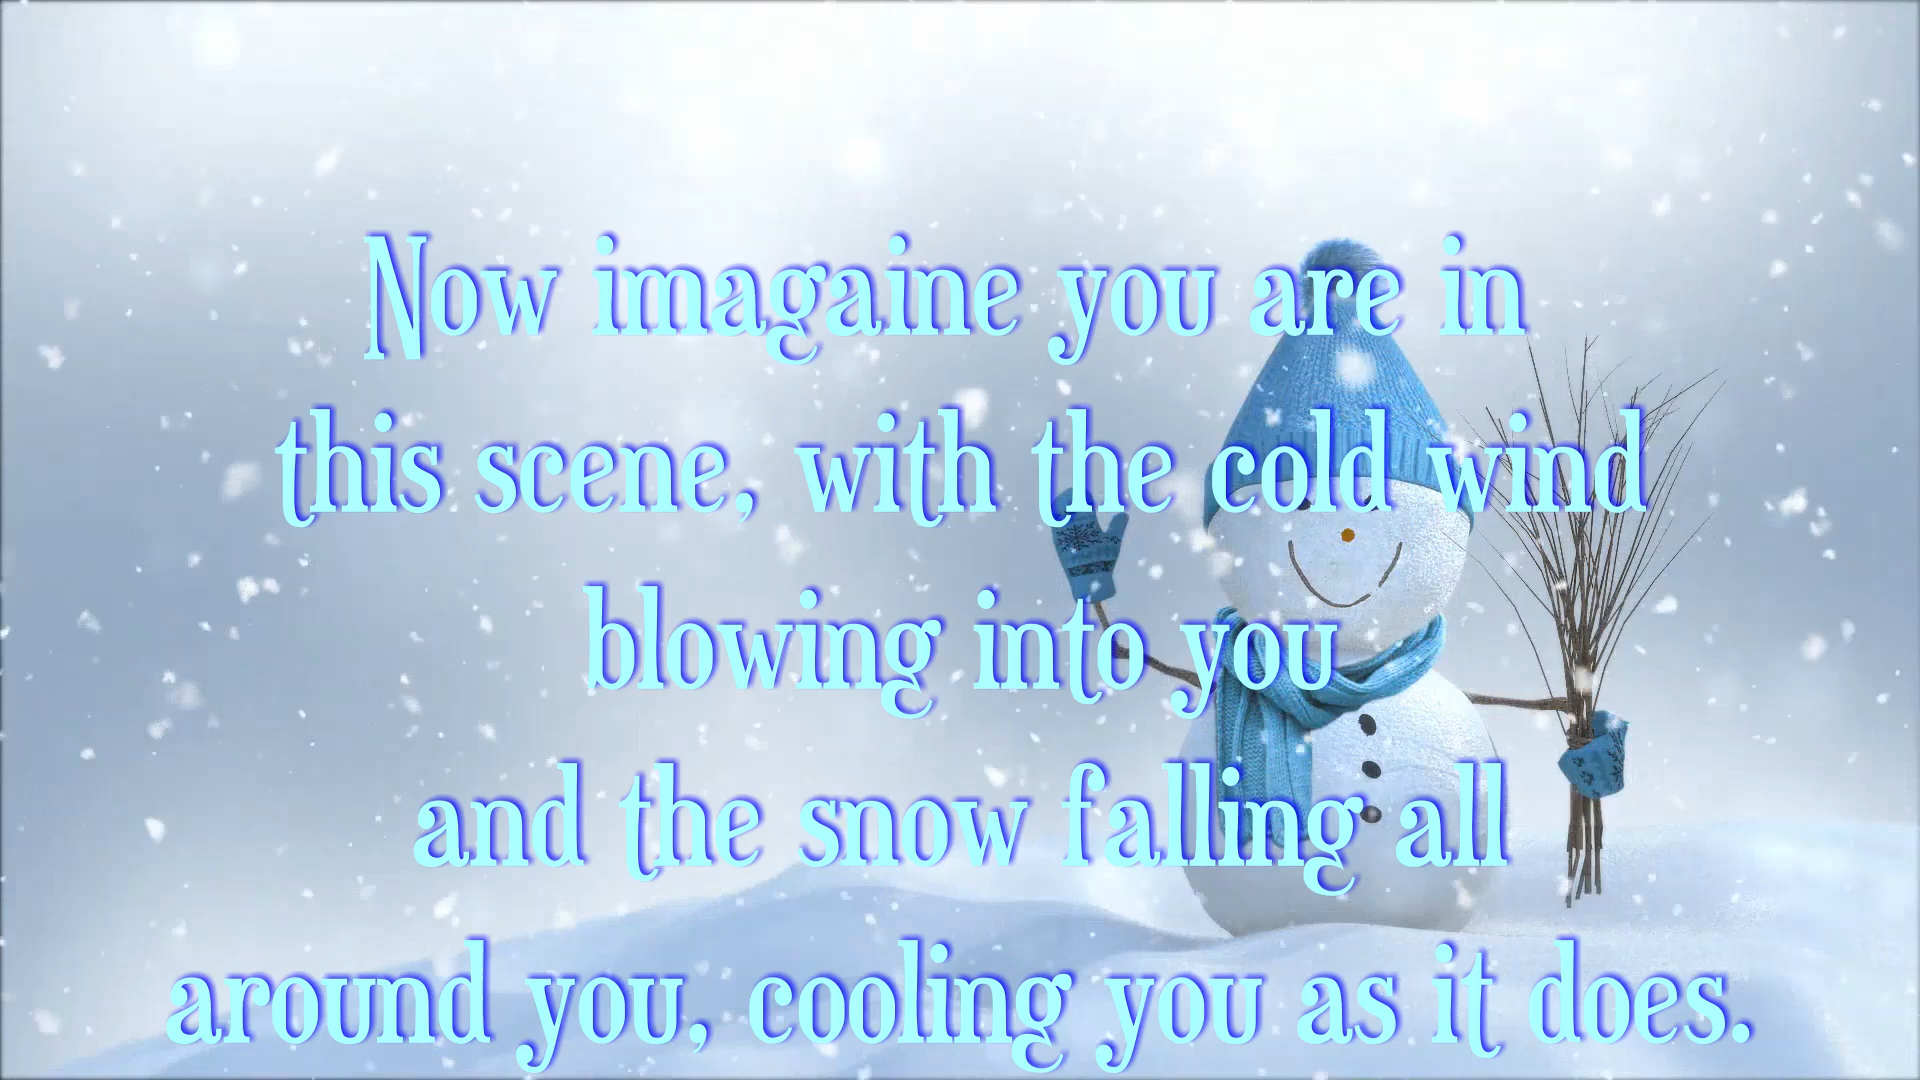 Now imagaine you are in
this scene, with the cold wind
blowing into you
and the snow falling all
around you, cooling you as it does.